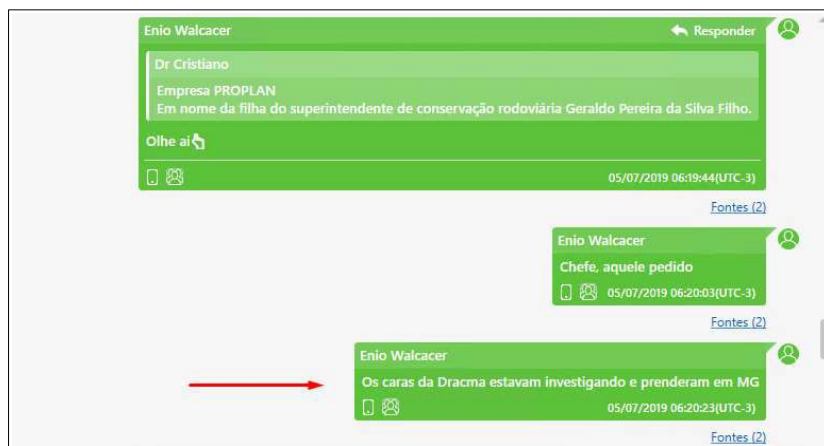 Enio Walcacer
Responder
Dr Cristiano
Empresa PROPLAN
Em nome da filha do superintendente de conservação rodoviária Geraldo Pereira da Silva Filho.
Olhe ai
05/07/2019 06:19:44(UTC-3)
Fontes (2)
Enio Walcacer
Chefe, aquele pedido
05/07/2019 06:20:03(UTC-3)
Fontes (2)
Enio Walcacer
Os caras da Dracma estavam investigando e prenderam em MG
05/07/2019 06:20:23(UTC-3)
Fontes (2)